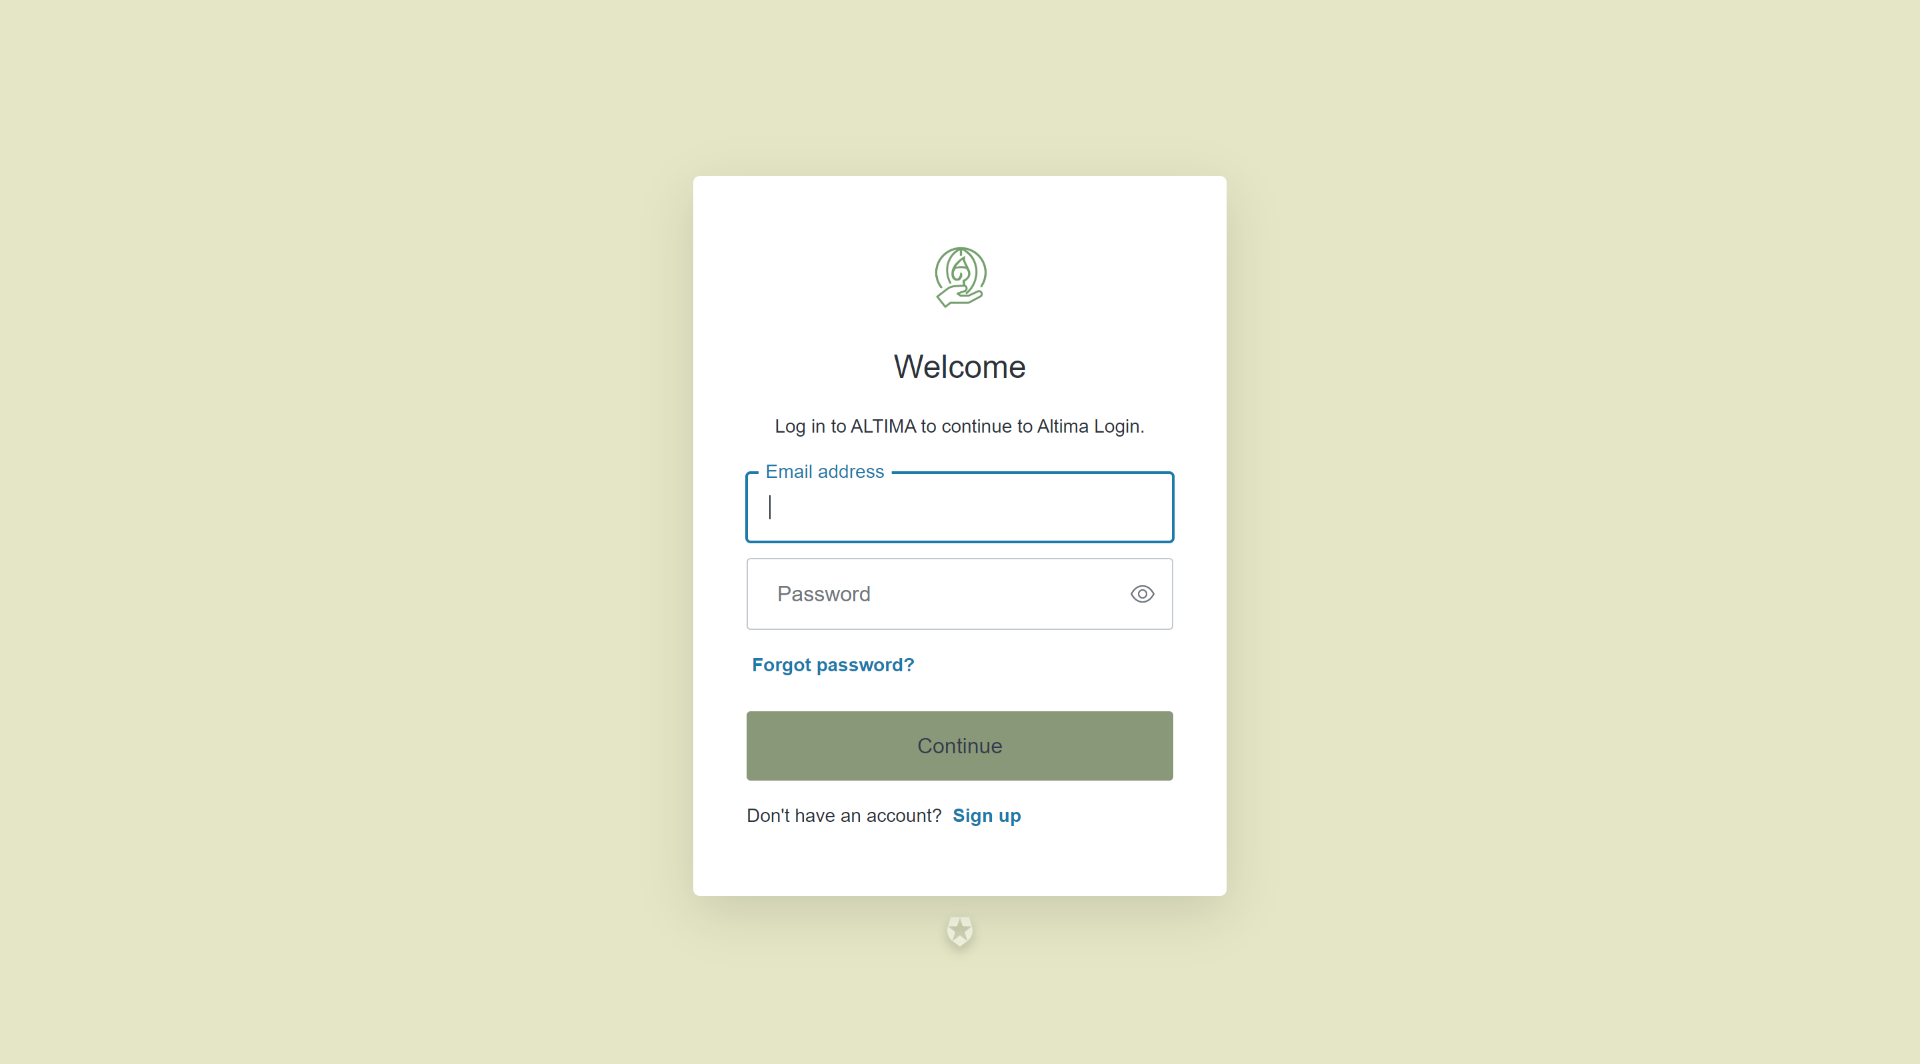 Welcome
Log in to ALTIMA to continue to Altima Login.
Email address
Password
Forgot password?
Continue
Don't have an account? Sign up